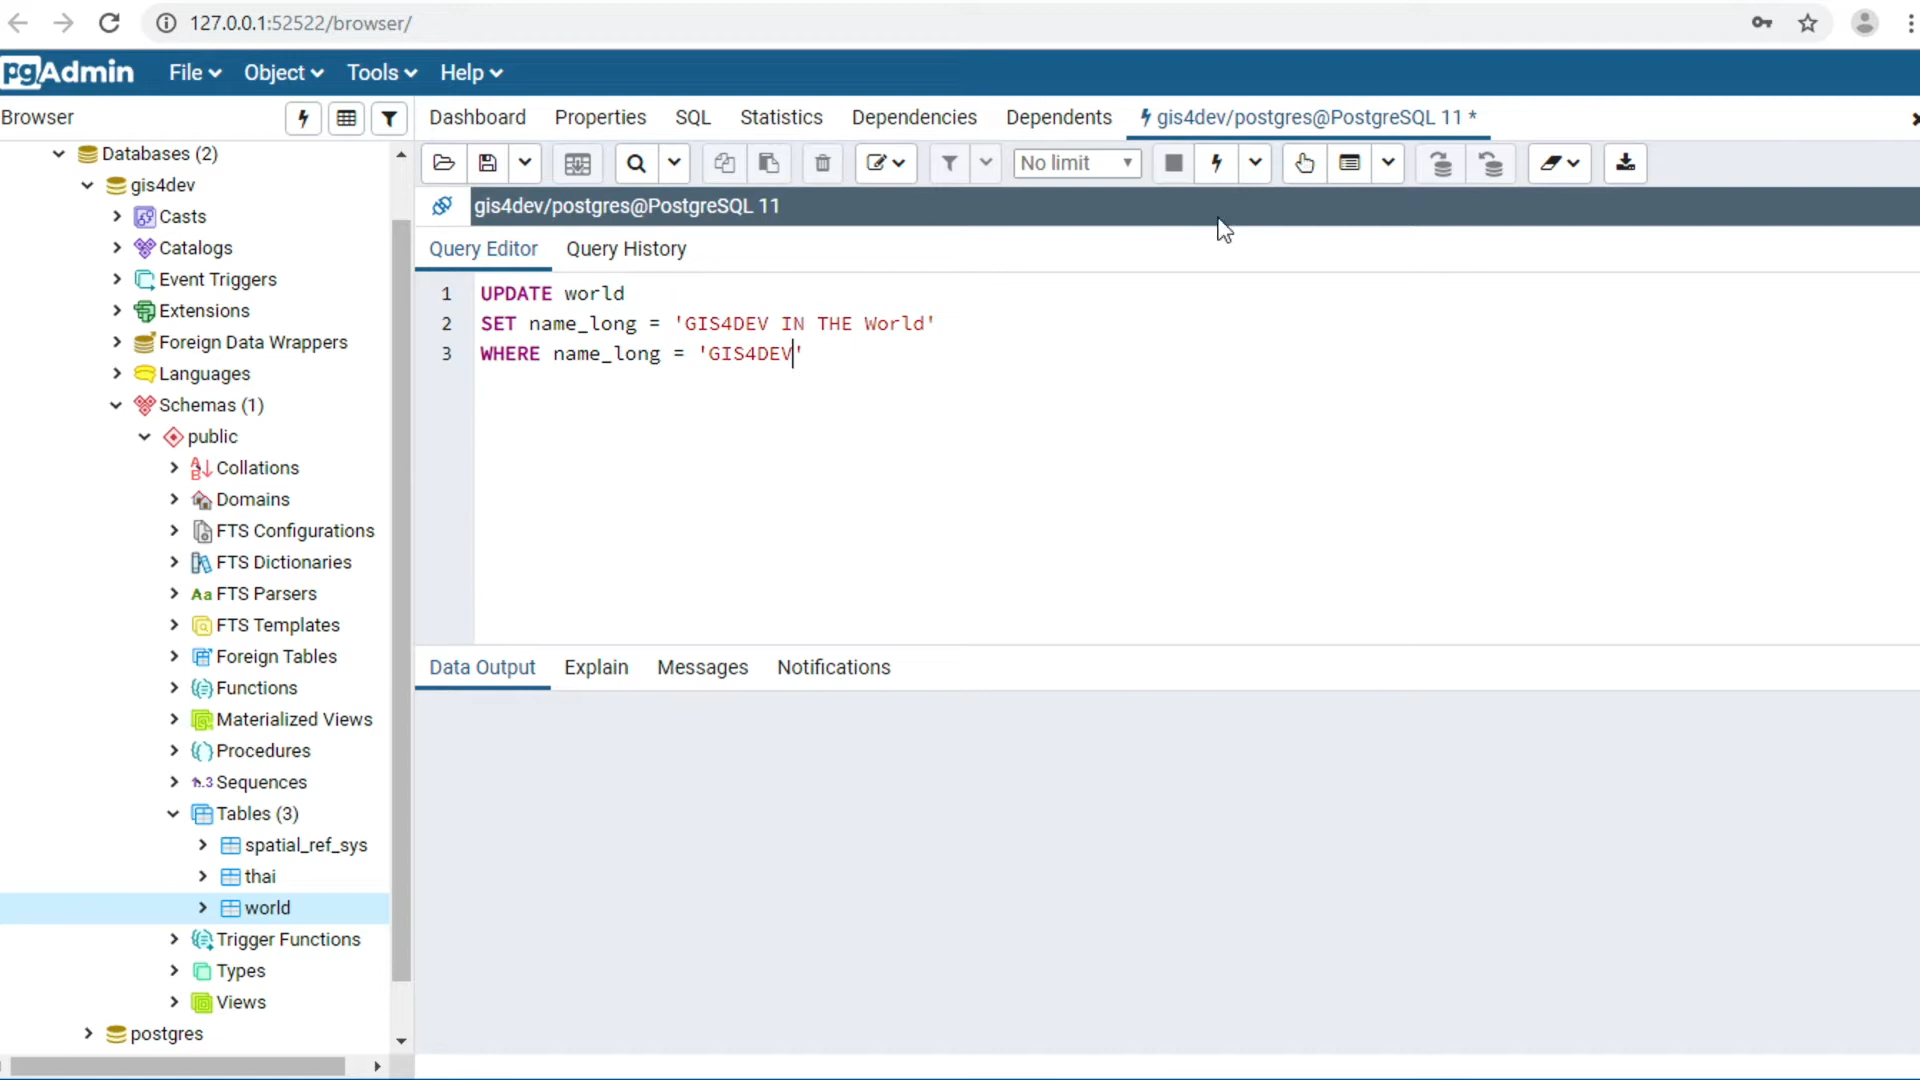 127.0.0.1:52522/browser/
pgAdmin File Object Tools Help
Browser
Dashboard Properties SQL Statistics Dependencies Dependents gis4dev/postgres@PostgreSQL 11 *
No limit
gis4dev/postgres@PostgreSQL 11
Query Editor Query History
1 UPDATE world
2 SET name_long = 'GIS4DEV IN THE World'
3 WHERE name_long = 'GIS4DEV'
Data Output Explain Messages Notifications
Databases (2)
gis4dev
Casts
Catalogs
Event Triggers
Extensions
Foreign Data Wrappers
Languages
Schemas (1)
public
Collations
Domains
FTS Configurations
FTS Dictionaries
Aa FTS Parsers
FTS Templates
Foreign Tables
Functions
Materialized Views
Procedures
1..3 Sequences
Tables (3)
spatial_ref_sys
thai
world
Trigger Functions
Types
Views
postgres